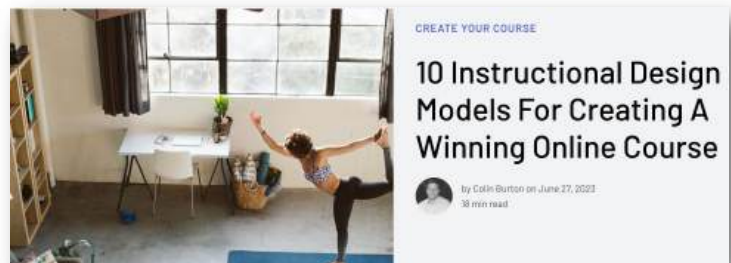 CREATE YOUR COURSE
10 Instructional Design
Models For Creating A
Winning Online Course
by Colin Burton on June 27, 2023
18 min read